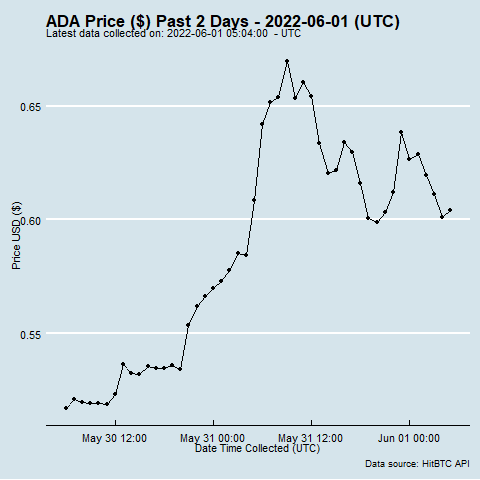 ADA Price ($) Past 2 Days - 2022-06-01 (UTC)
Latest data collected on: 2022-06-01 05:04:00 - UTC
0.65
0.60
0.55
Price USD ($)
May 30 12:00 May 31 00:00 May 31 12:00 Jun 01 00:00
Date Time Collected (UTC)
Data source: HitBTC API